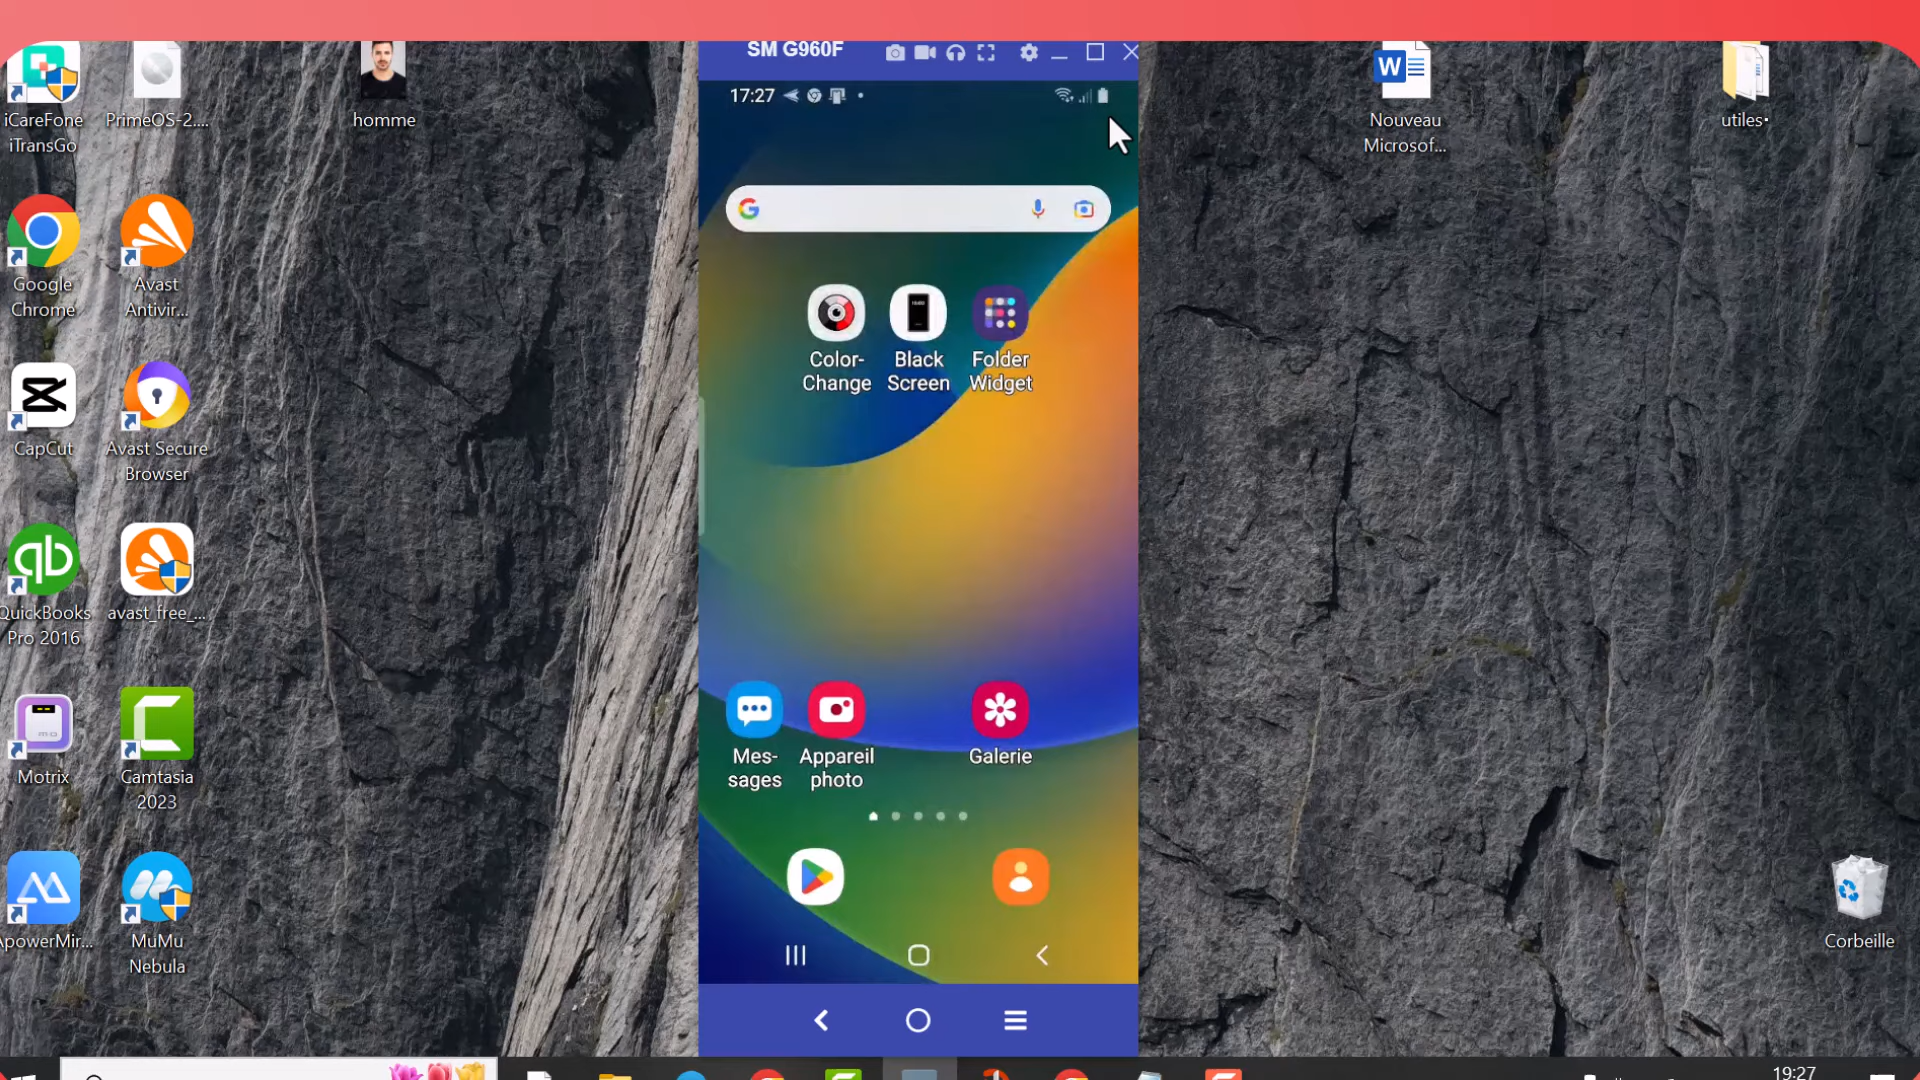 SM G960F
17:27
iCareFone
iTransGo
PrimeOS-2....
homme
Nouveau
Microsof...
utiles•
Google
Chrome
Avast
Antivir...
CapCut
Avast Secure
Browser
QuickBooks
Pro 2016
avast_free_...
Motrix
Camtasia
2023
ApowerMir...
MuMu
Nebula
Color-
Change
Black
Screen
Folder
Widget
Mes-
sages
Appareil
photo
Galerie
Corbeille
19:27